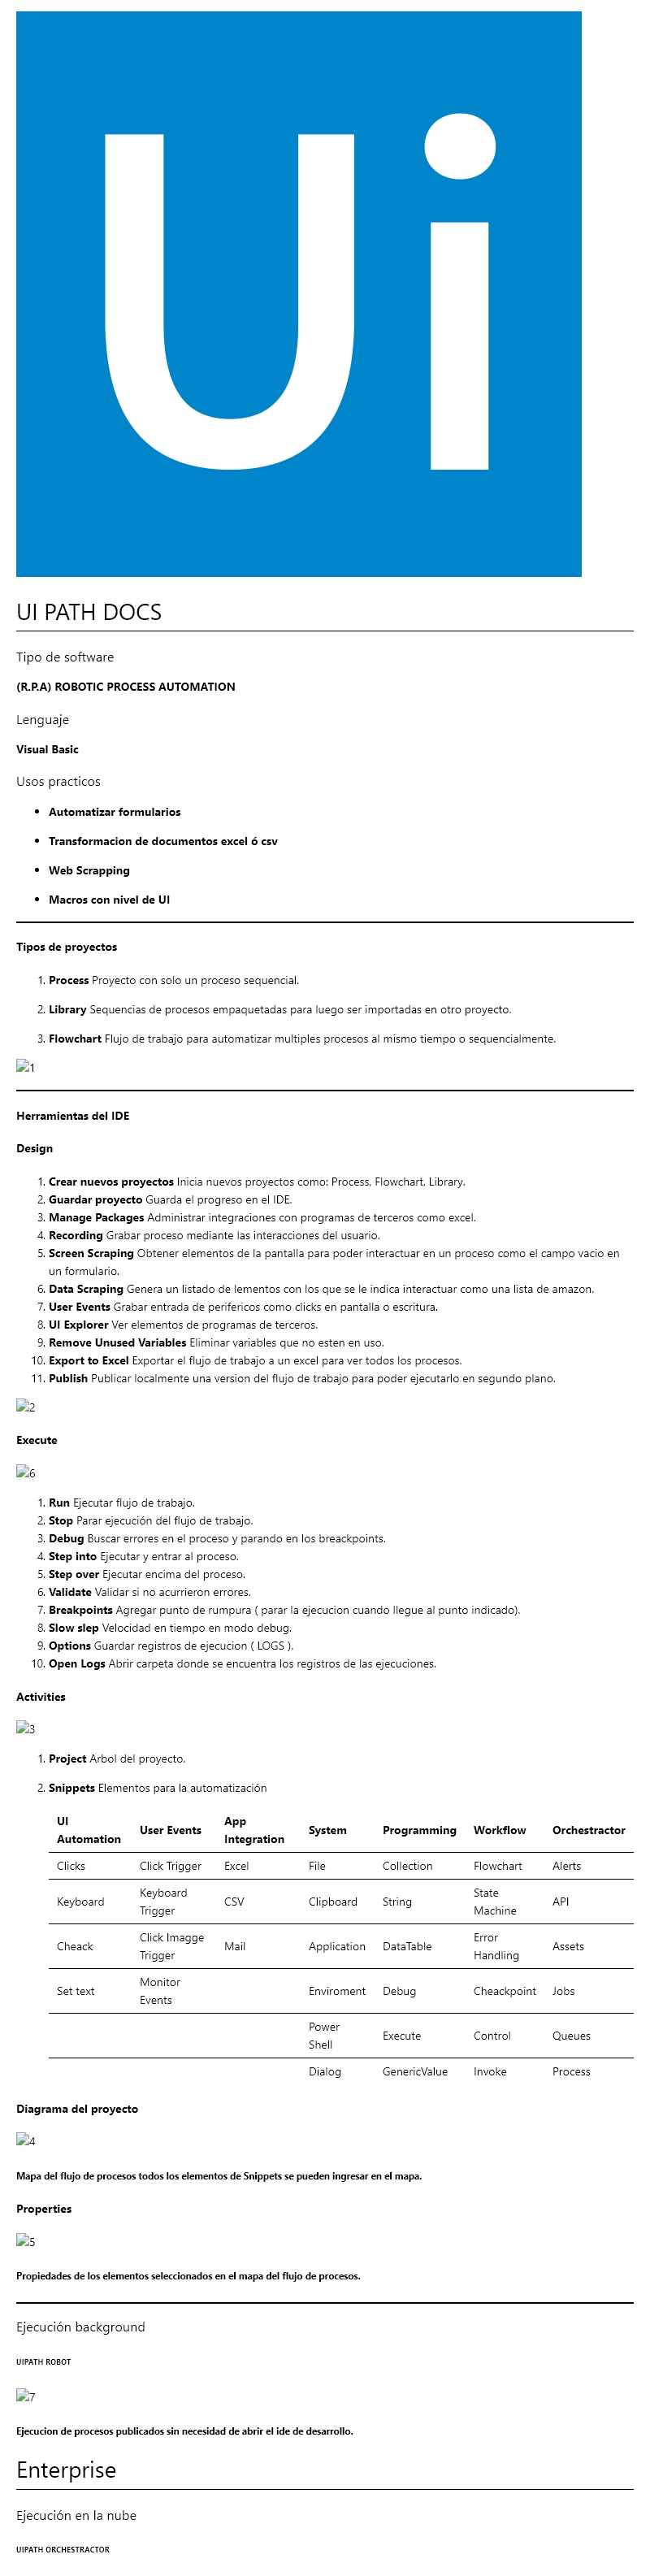 Ui
UI PATH DOCS
Tipo de software
(R.P.A) ROBOTIC PROCESS AUTOMATION
Lenguaje
Visual Basic
Usos practicos
• Automatizar formularios
• Transformacion de documentos excel ó csv
• Web Scrapping
• Macros con nivel de UI
Tipos de proyectos
1. Process Proyecto con solo un proceso sequencial.
2. Library Sequencias de procesos empaquetadas para luego ser importadas en otro proyecto.
3. Flowchart Flujo de trabajo para automatizar multiples procesos al mismo tiempo o sequencialmente.
1
Herramientas del IDE
Design
1. Crear nuevos proyectos Inicia nuevos proyectos como: Process, Flowchart, Library.
2. Guardar proyecto Guarda el progreso en el IDE.
3. Manage Packages Administrar integraciones con programas de terceros como excel.
4. Recording Grabar proceso mediante las interacciones del usuario.
5. Screen Scraping Obtener elementos de la pantalla para poder interactuar en un proceso como el campo vacio en
un formulario.
6. Data Scraping Genera un listado de lementos con los que se le indica interactuar como una lista de amazon.
7. User Events Grabar entrada de perifericos como clicks en pantalla o escritura.
8. UI Explorer Ver elementos de programas de terceros.
9. Remove Unused Variables Eliminar variables que no esten en uso.
10. Export to Excel Exportar el flujo de trabajo a un excel para ver todos los procesos.
11. Publish Publicar localmente una version del flujo de trabajo para poder ejecutarlo en segundo plano.
2
Execute
6
1. Run Ejecutar flujo de trabajo.
2. Stop Parar ejecución del flujo de trabajo.
3. Debug Buscar errores en el proceso y parando en los breackpoints.
4. Step into Ejecutar y entrar al proceso.
5. Step over Ejecutar encima del proceso.
6. Validate Validar si no acurrieron errores.
7. Breakpoints Agregar punto de rumpura ( parar la ejecucion cuando llegue al punto indicado).
8. Slow slep Velocidad en tiempo en modo debug.
9. Options Guardar registros de ejecucion ( LOGS ).
10. Open Logs Abrir carpeta donde se encuentra los registros de las ejecuciones.
Activities
3
1. Project Arbol del proyecto.
2. Snippets Elementos para la automatización
UI Automation User Events App Integration System Programming Workflow Orchestractor
Clicks Click Trigger Excel File Collection Flowchart Alerts
Keyboard Keyboard Trigger CSV Clipboard String State Machine API
Cheack Click Imagge Trigger Mail Application DataTable Error Handling Assets
Set text Monitor Events Enviroment Debug Cheackpoint Jobs
Power Shell Execute Control Queues
Dialog GenericValue Invoke Process
Diagrama del proyecto
4
Mapa del flujo de procesos todos los elementos de Snippets se pueden ingresar en el mapa.
Properties
5
Propiedades de los elementos seleccionados en el mapa del flujo de procesos.
Ejecución background
UIPATH ROBOT
7
Ejecucion de procesos publicados sin necesidad de abrir el ide de desarrollo.
Enterprise
Ejecución en la nube
UIPATH ORCHESTRACTOR